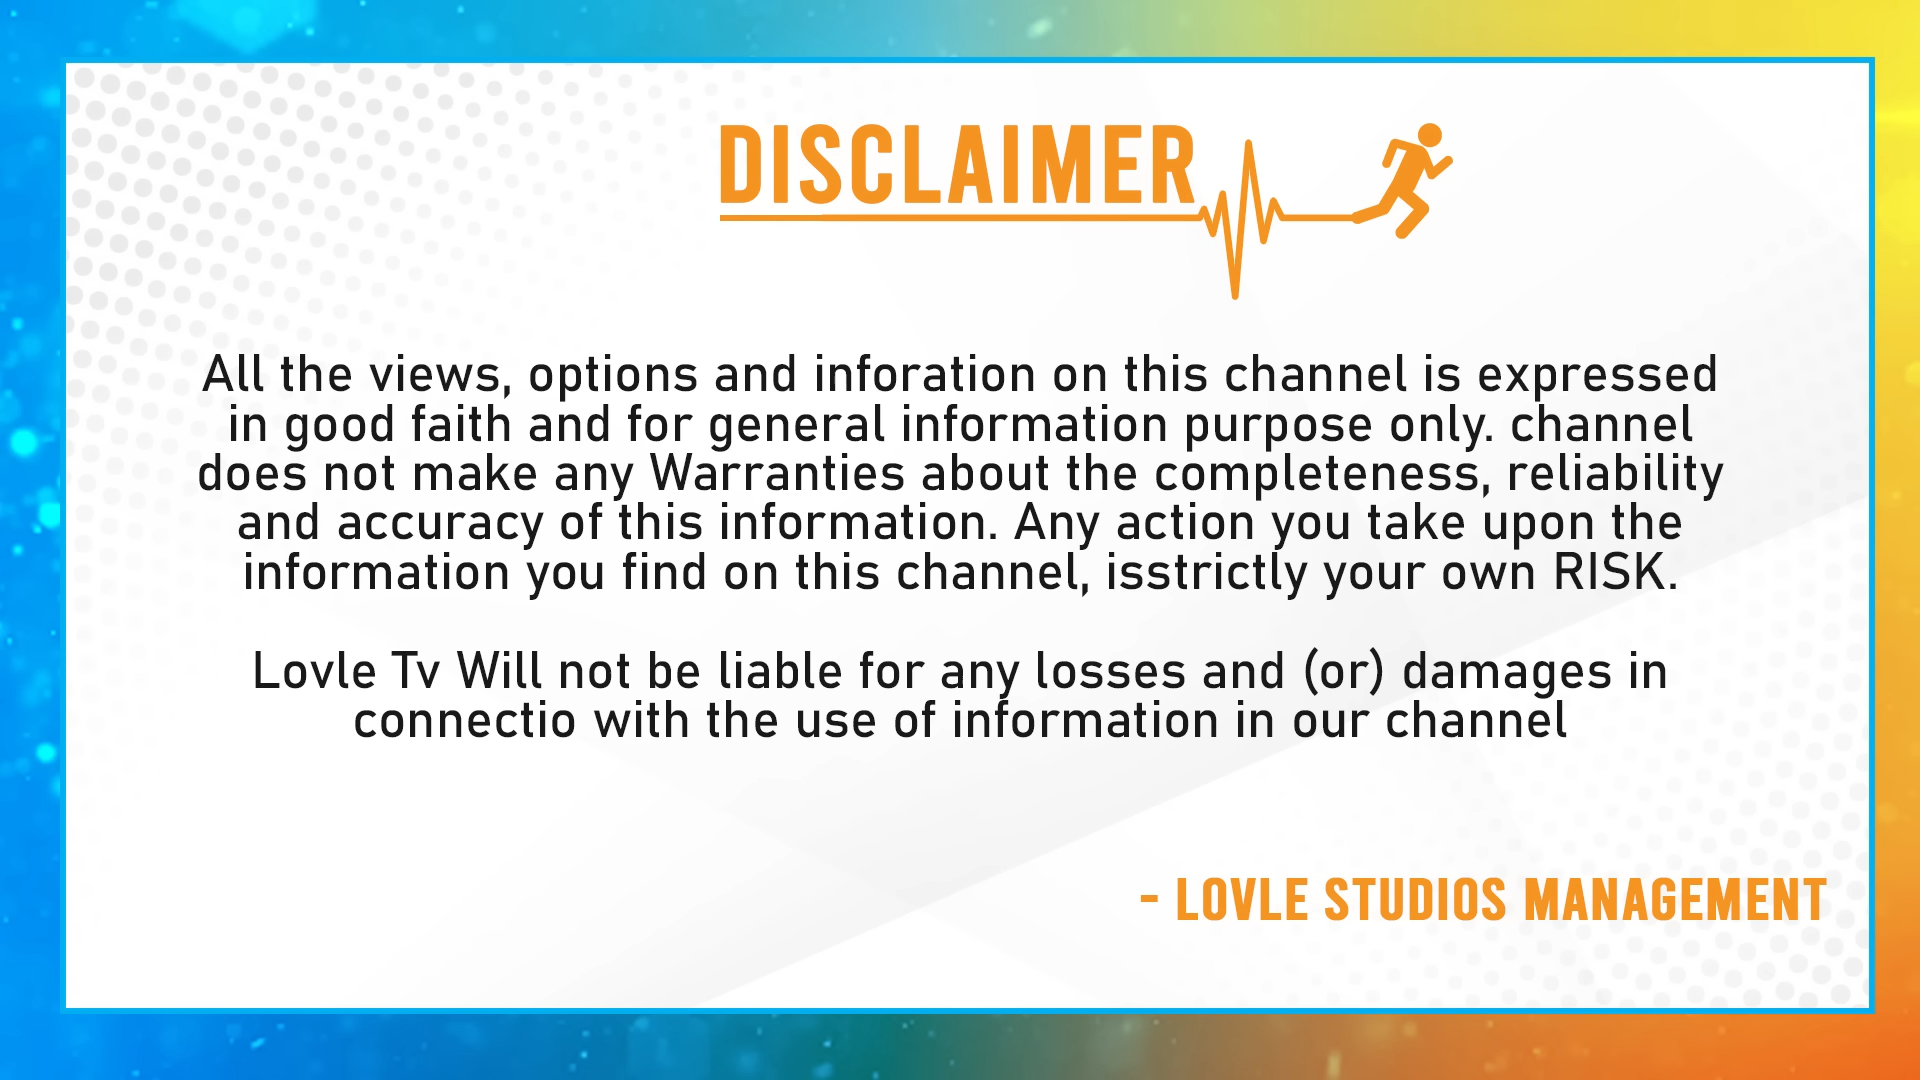 DISCLAIMER
All the views, options and inforation on this channel is expressed
in good faith and for general information purpose only. channel
does not make any Warranties about the completeness, reliability
and accuracy of this information. Any action you take upon the
information you find on this channel, isstrictly your own RISK.
Lovle Tv Will not be liable for any losses and (or) damages in
connectio with the use of information in our channel
- LOVLE STUDIOS MANAGEMENT